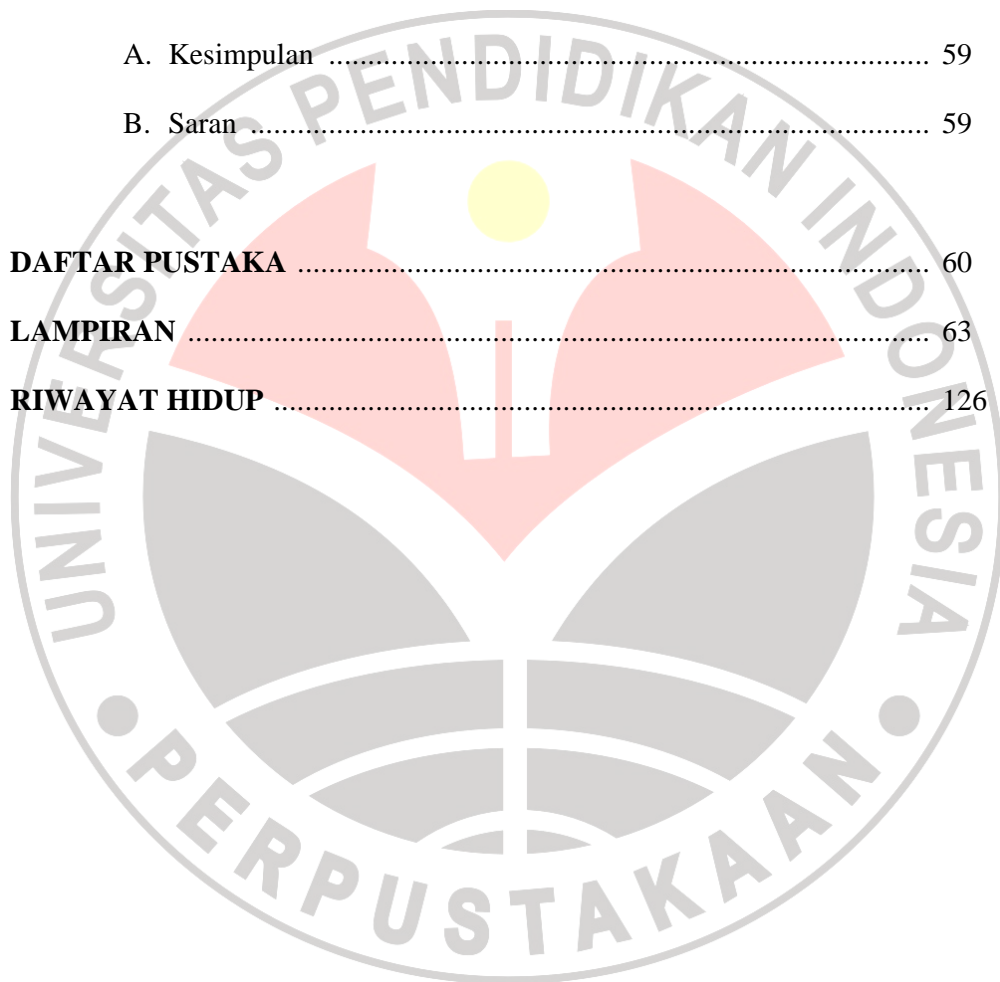 A. Kesimpulan ........................................................................... 59
B. Saran ..................................................................................... 59
DAFTAR PUSTAKA ............................................................................... 60
LAMPIRAN ............................................................................................. 63
RIWAYAT HIDUP .................................................................................. 126
UNIVERSITAS PENDIDIKAN INDONESIA
PERPUSTAKAAN